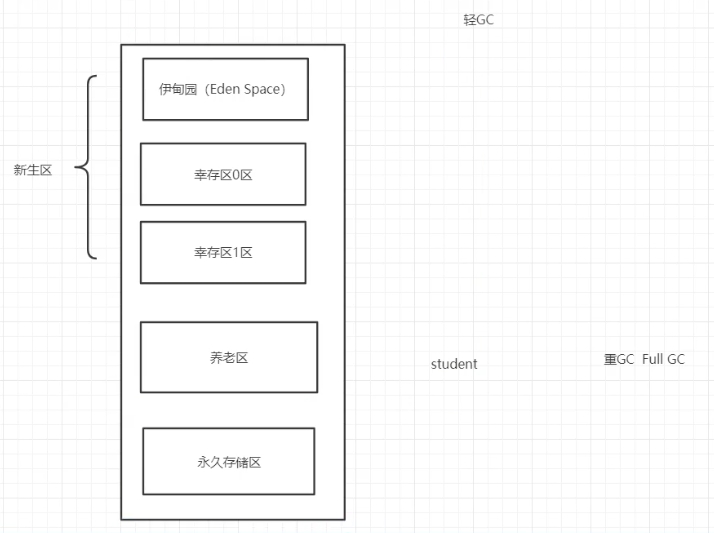 轻GC
伊甸园（Eden Space）
新生区
幸存区0区
幸存区1区
养老区
student
重GC Full GC
永久存储区